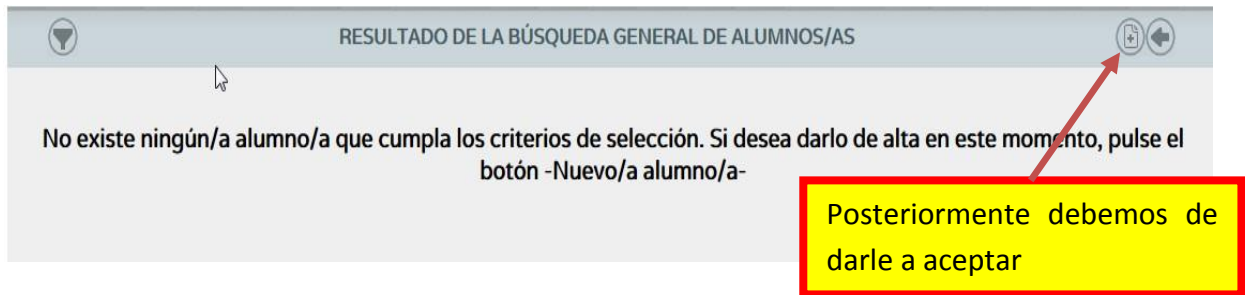 RESULTADO DE LA BÚSQUEDA GENERAL DE ALUMNOS/AS
No existe ningún/a alumno/a que cumpla los criterios de selección. Si desea darlo de alta en este momento, pulse el
botón -Nuevo/a alumno/a-
Posteriormente debemos de
darle a aceptar